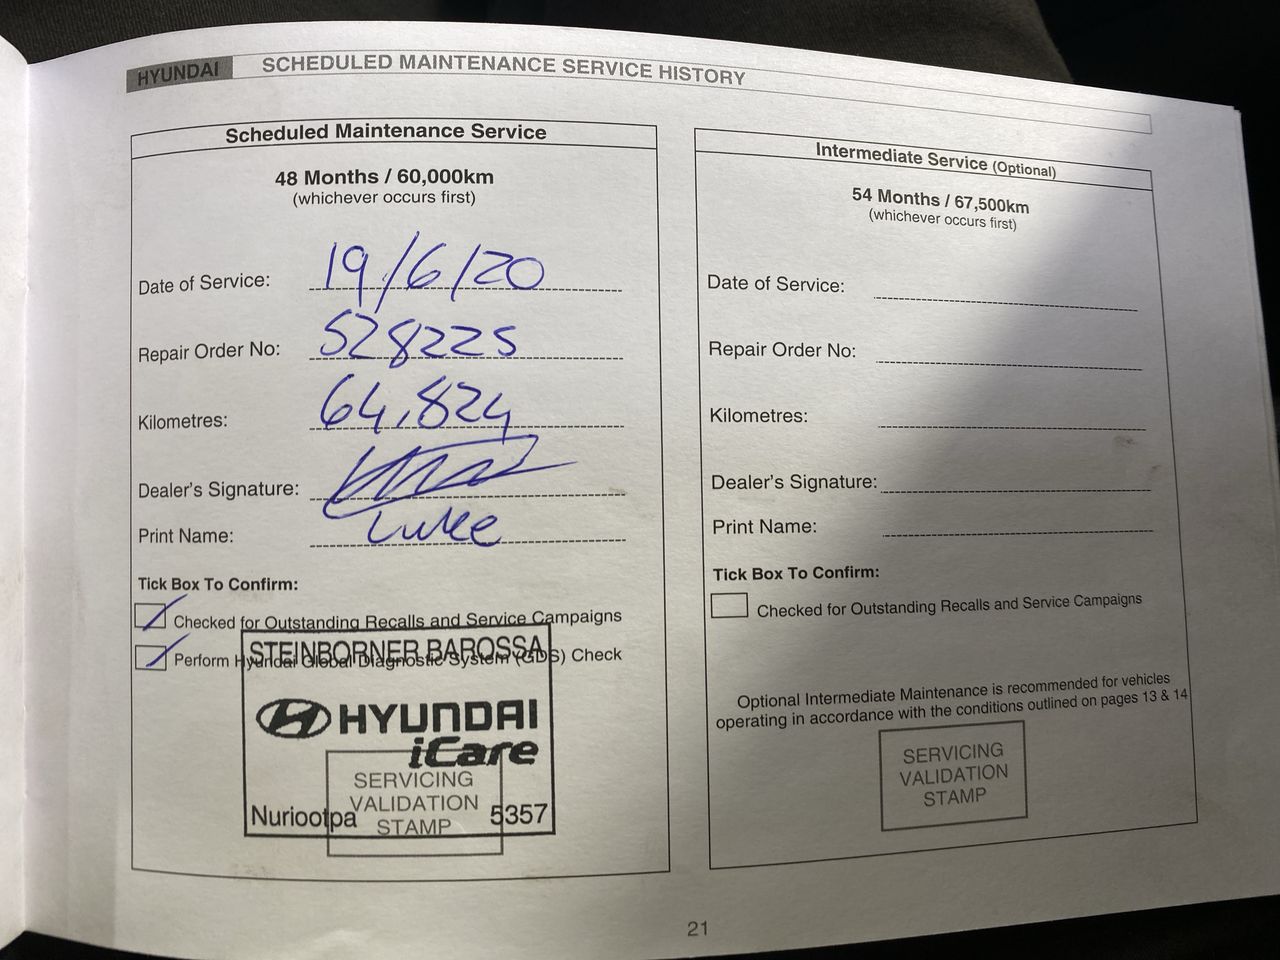 HYUNDAI SCHEDULED MAINTENANCE SERVICE HISTORY
Scheduled Maintenance Service
48 Months / 60,000km
(whichever occurs first)
Date of Service: 19/6/20
Repair Order No: 528225
Kilometres: 64,824
Dealer's Signature:
Print Name: Luke
Tick Box To Confirm:
Checked for Outstanding Recalls and Service Campaigns
Perform Hyundai Global Diagnostic System (GDS) Check
STEINBORNER BAROSSA
HYUNDAI
iCare
Nuriootpa 5357
SERVICING
VALIDATION
STAMP
Intermediate Service (Optional)
54 Months / 67,500km
(whichever occurs first)
Date of Service:
Repair Order No:
Kilometres:
Dealer's Signature:
Print Name:
Tick Box To Confirm:
Checked for Outstanding Recalls and Service Campaigns
Optional Intermediate Maintenance is recommended for vehicles
operating in accordance with the conditions outlined on pages 13 & 14
SERVICING
VALIDATION
STAMP
21